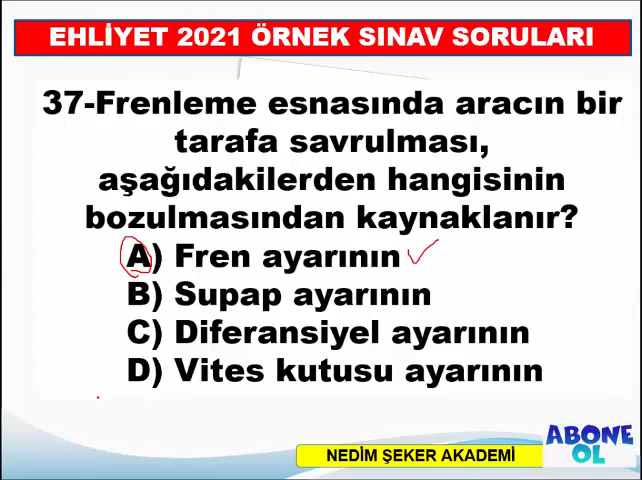 EHLİYET 2021 ÖRNEK SINAV SORULARI
37-Frenleme esnasında aracın bir
tarafa savrulması,
aşağıdakilerden hangisinin
bozulmasından kaynaklanır?
A) Fren ayarının
B) Supap ayarının
C) Diferansiyel ayarının
D) Vites kutusu ayarının
NEDİM ŞEKER AKADEMİ
ABONE
OL